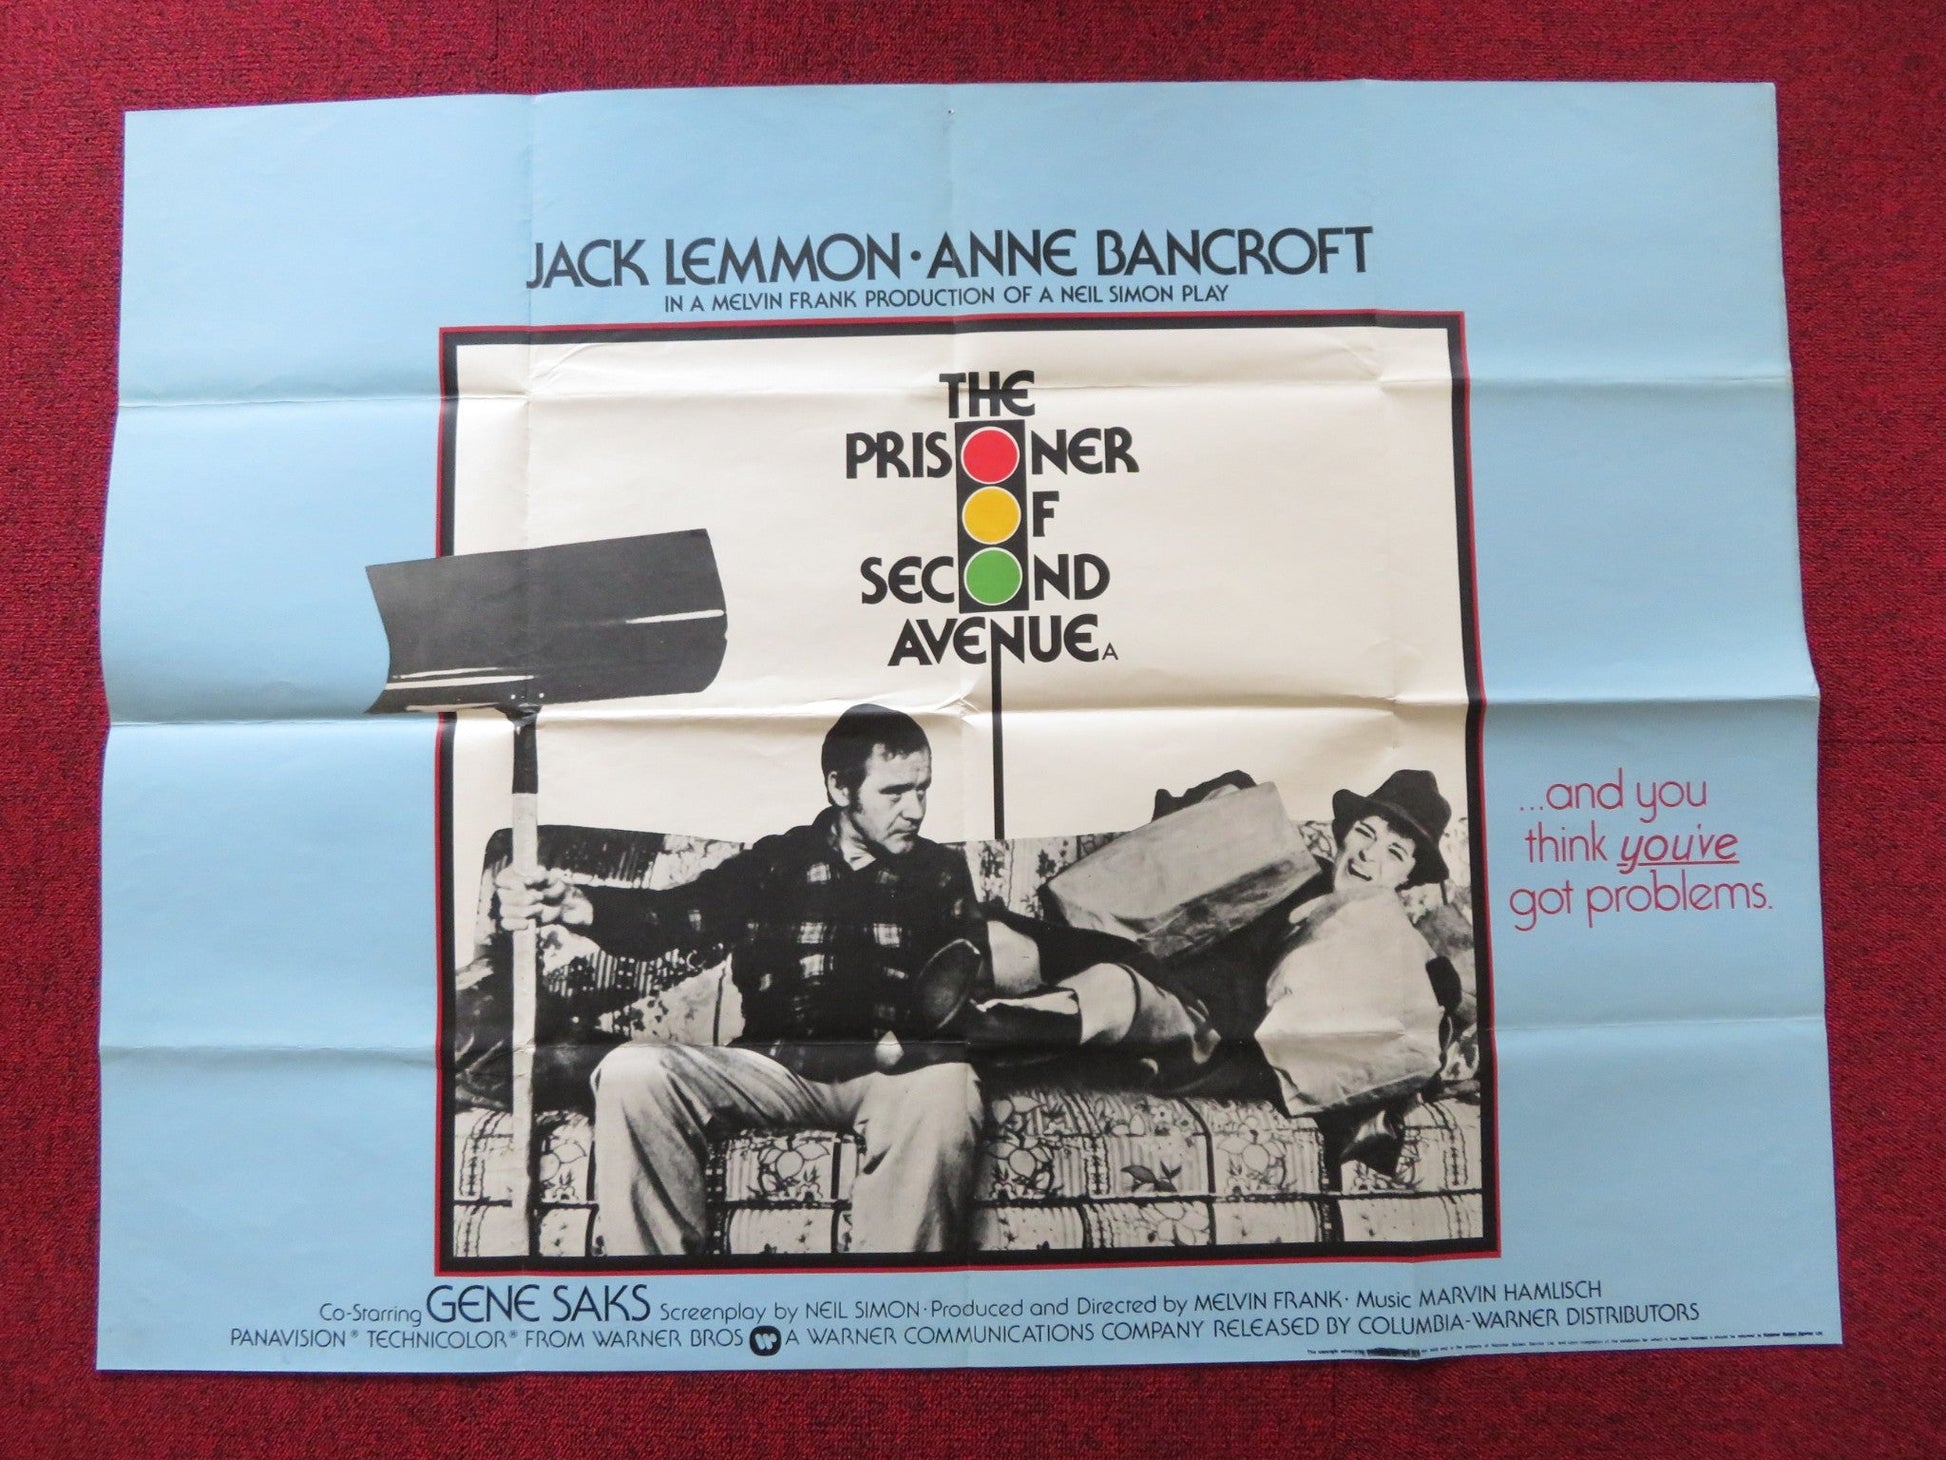 JACK LEMMON · ANNE BANCROFT
IN A MELVIN FRANK PRODUCTION OF A NEIL SIMON PLAY
THE
PRISONER
OF
SECOND
AVENUE A
...and you
think you've
got problems.
Co-Starring GENE SAKS Screenplay by NEIL SIMON · Produced and Directed by MELVIN FRANK · Music MARVIN HAMLISCH
PANAVISION® TECHNICOLOR® FROM WARNER BROS A WARNER COMMUNICATIONS COMPANY RELEASED BY COLUMBIA-WARNER DISTRIBUTORS